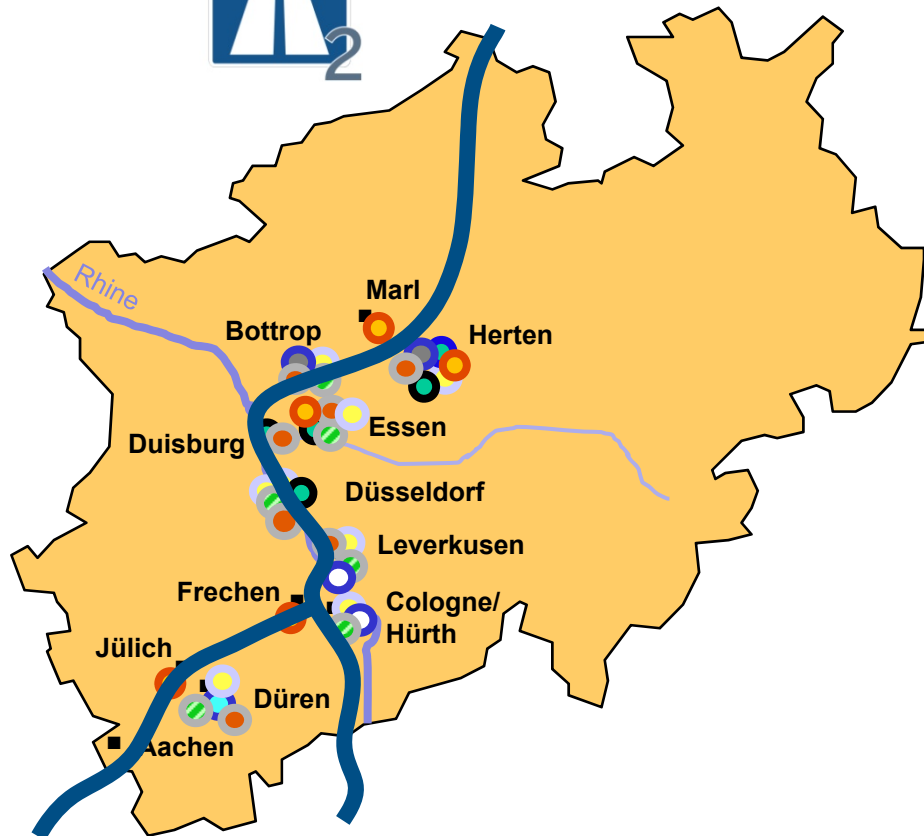 2
Rhine
Marl
Bottrop
Herten
Essen
Duisburg
Düsseldorf
Leverkusen
Frechen
Cologne/
Hürth
Jülich
Düren
Aachen